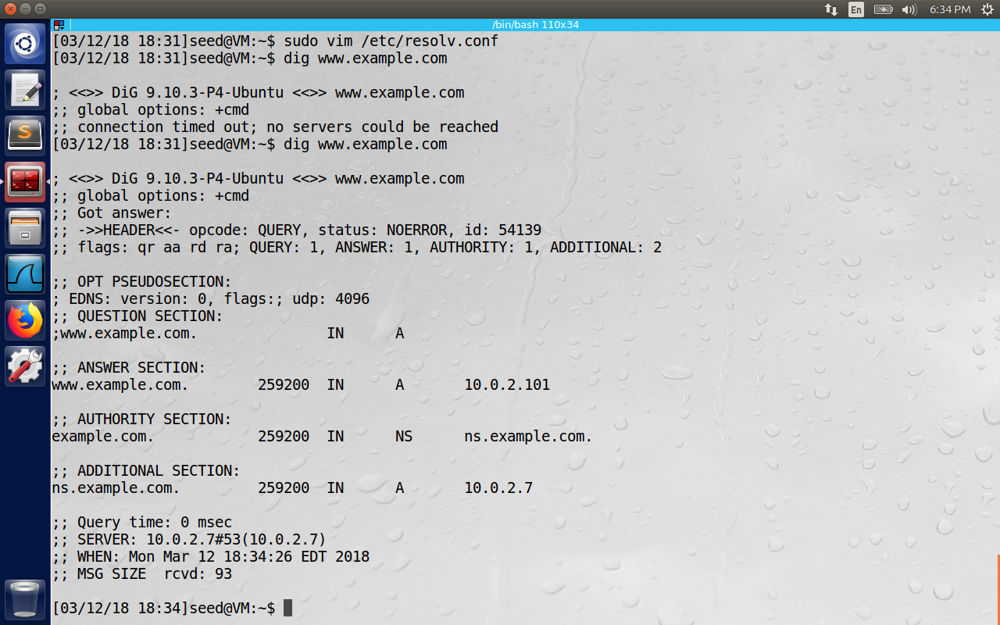 En
6:34 PM
/bin/bash 110x34
[03/12/18 18:31]seed@VM:~$ sudo vim /etc/resolv.conf
[03/12/18 18:31]seed@VM:~$ dig www.example.com
; <<>> DiG 9.10.3-P4-Ubuntu <<>> www.example.com
;; global options: +cmd
;; connection timed out; no servers could be reached
[03/12/18 18:31]seed@VM:~$ dig www.example.com
; <<>> DiG 9.10.3-P4-Ubuntu <<>> www.example.com
;; global options: +cmd
;; Got answer:
;; ->>HEADER<<- opcode: QUERY, status: NOERROR, id: 54139
;; flags: qr aa rd ra; QUERY: 1, ANSWER: 1, AUTHORITY: 1, ADDITIONAL: 2
;; OPT PSEUDOSECTION:
; EDNS: version: 0, flags:; udp: 4096
;; QUESTION SECTION:
;www.example.com. IN A
;; ANSWER SECTION:
www.example.com. 259200 IN A 10.0.2.101
;; AUTHORITY SECTION:
example.com. 259200 IN NS ns.example.com.
;; ADDITIONAL SECTION:
ns.example.com. 259200 IN A 10.0.2.7
;; Query time: 0 msec
;; SERVER: 10.0.2.7#53(10.0.2.7)
;; WHEN: Mon Mar 12 18:34:26 EDT 2018
;; MSG SIZE rcvd: 93
[03/12/18 18:34]seed@VM:~$